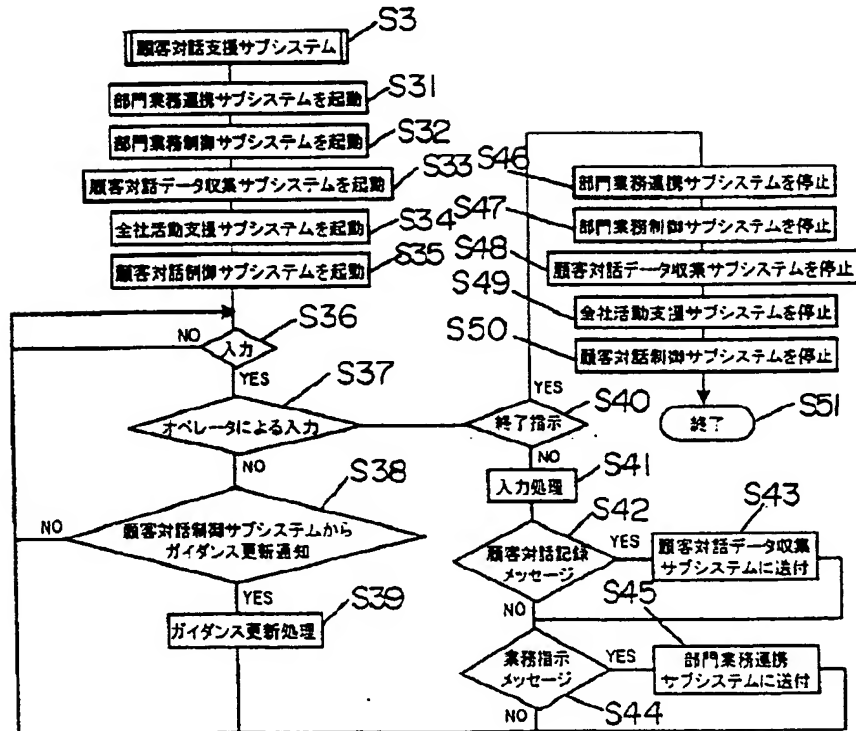 S3
顧客対話支援サブシステム
S31
部門業務連携サブシステムを起動
S32
部門業務制御サブシステムを起動
S33
顧客対話データ収集サブシステムを起動
S34
全社活動支援サブシステムを起動
S35
顧客対話制御サブシステムを起動
S36
NO
入力
YES
S37
オペレータによる入力
NO
S38
NO
顧客対話制御サブシステムから
ガイダンス更新通知
YES
S39
ガイダンス更新処理
YES
S40
終了指示
NO
S41
入力処理
S42
顧客対話記録
メッセージ
YES
S43
顧客対話データ収集
サブシステムに送付
NO
S45
業務指示
メッセージ
YES
部門業務連携
サブシステムに送付
NO
S44
S46
部門業務連携サブシステムを停止
S47
部門業務制御サブシステムを停止
S48
顧客対話データ収集サブシステムを停止
S49
全社活動支援サブシステムを停止
S50
顧客対話制御サブシステムを停止
S51
終了